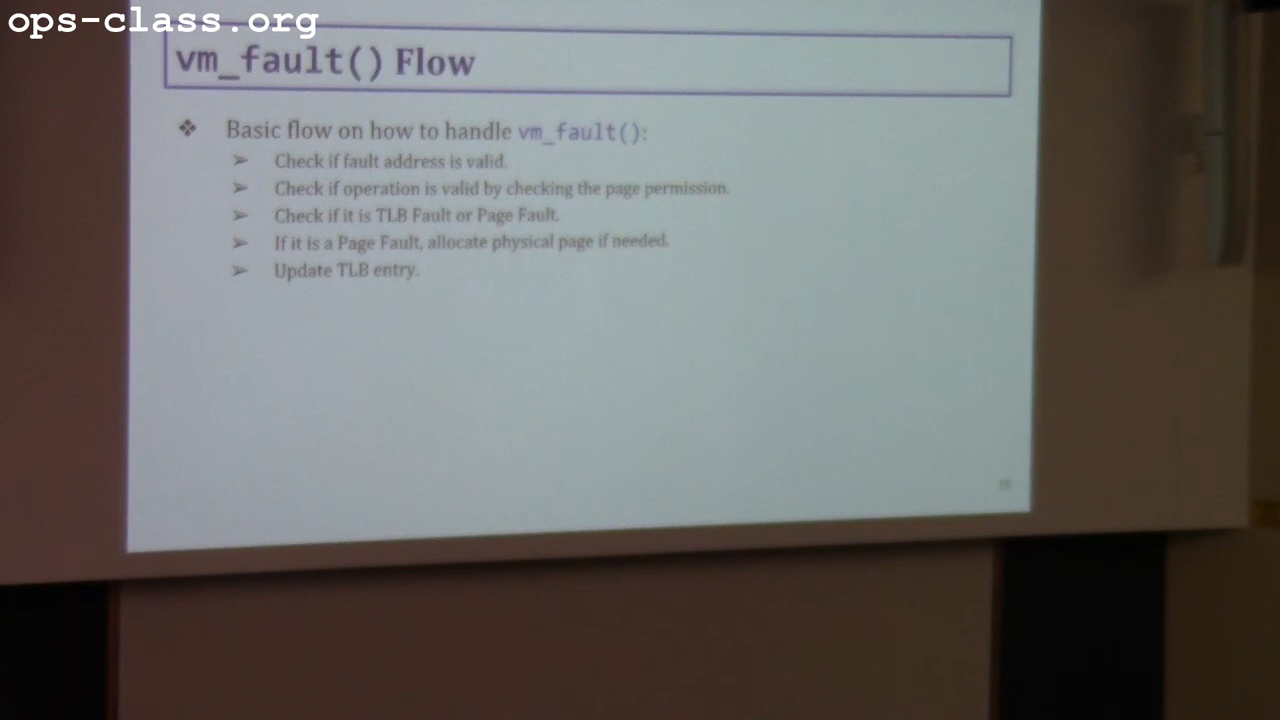 ops-class.org
vm_fault() Flow
❖ Basic flow on how to handle vm_fault():
➢ Check if fault address is valid.
➢ Check if operation is valid by checking the page permission.
➢ Check if it is TLB Fault or Page Fault.
➢ If it is a Page Fault, allocate physical page if needed.
➢ Update TLB entry.